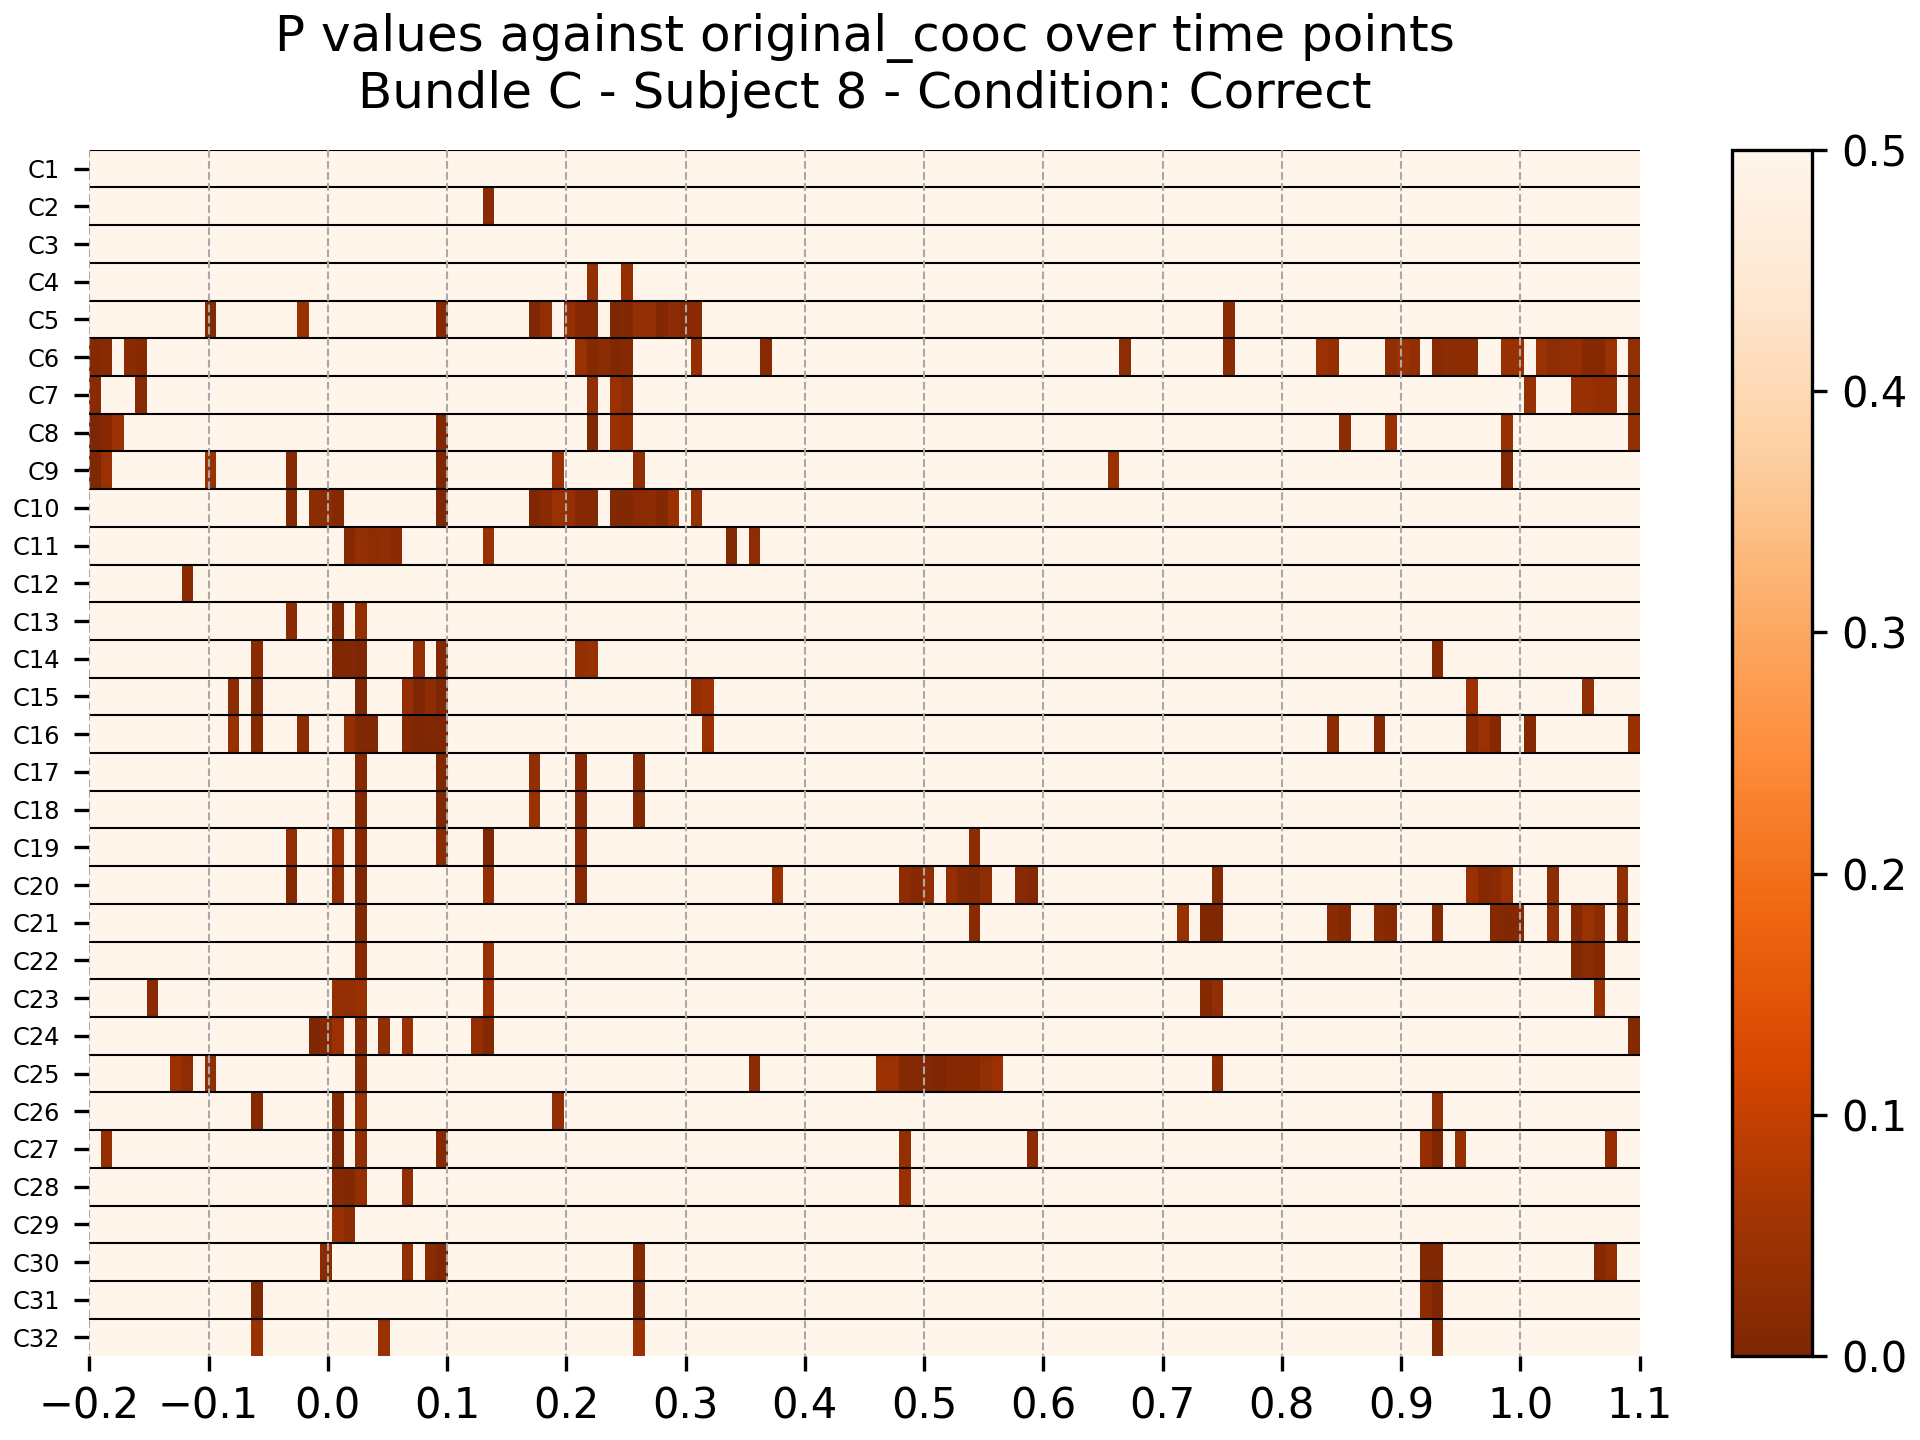 P values against original_cooc over time points
Bundle C - Subject 8 - Condition: Correct
C1
C2
C3
C4
C5
C6
C7
C8
C9
C10
C11
C12
C13
C14
C15
C16
C17
C18
C19
C20
C21
C22
C23
C24
C25
C26
C27
C28
C29
C30
C31
C32
−0.2 −0.1 0.0 0.1 0.2 0.3 0.4 0.5 0.6 0.7 0.8 0.9 1.0 1.1
0.5
0.4
0.3
0.2
0.1
0.0